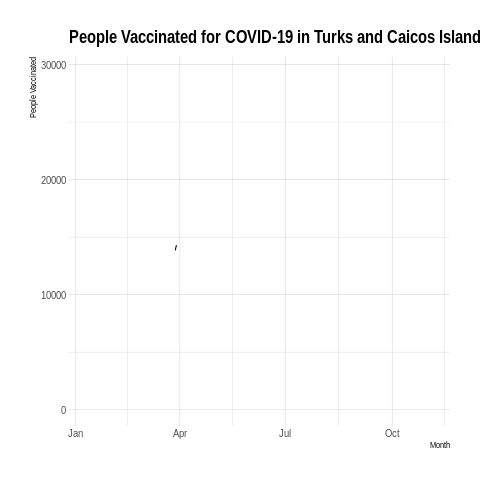 People Vaccinated for COVID-19 in Turks and Caicos Island
People Vaccinated
30000
20000
10000
0
Jan Apr Jul Oct
Month